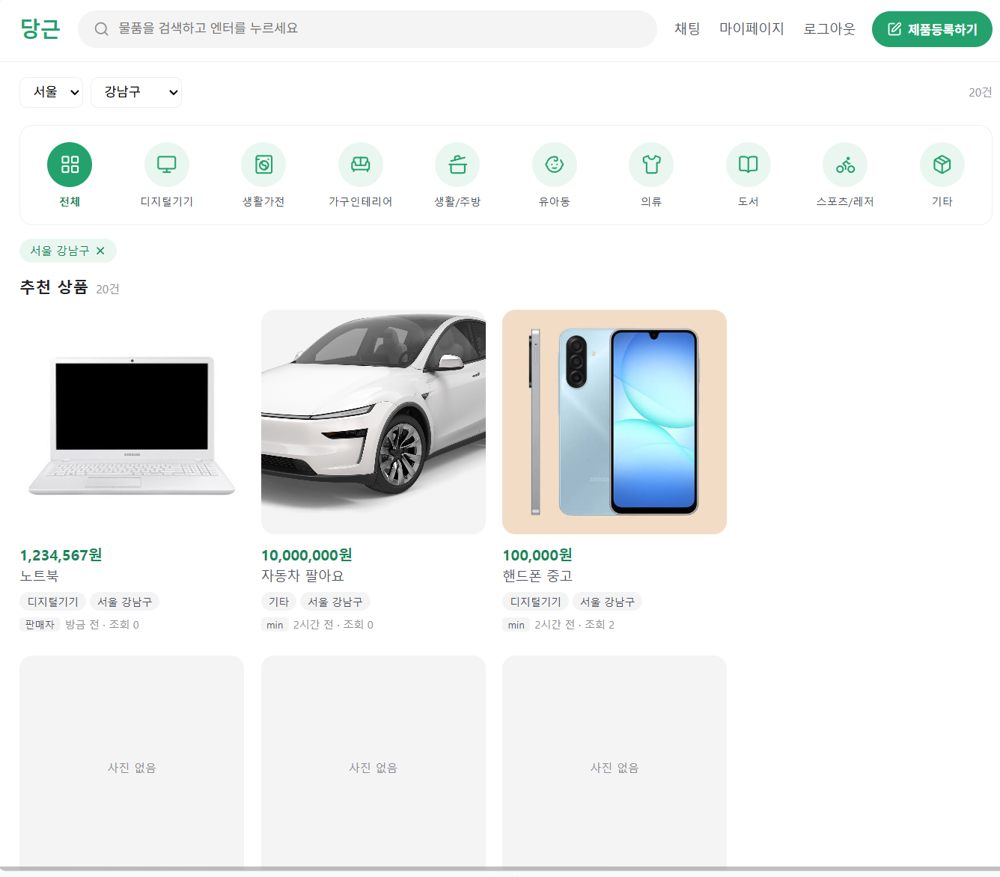 당근
물품을 검색하고 엔터를 누르세요
채팅
마이페이지
로그아웃
제품등록하기
서울
강남구
20건
전체
디지털기기
생활가전
가구인테리어
생활/주방
유아동
의류
도서
스포츠/레저
기타
서울 강남구 ✕
추천 상품 20건
SAMSUNG
SAMSUNG
1,234,567원
노트북
디지털기기 서울 강남구
판매자 방금 전 · 조회 0
10,000,000원
자동차 팔아요
기타 서울 강남구
min 2시간 전 · 조회 0
100,000원
핸드폰 중고
디지털기기 서울 강남구
min 2시간 전 · 조회 2
사진 없음
사진 없음
사진 없음